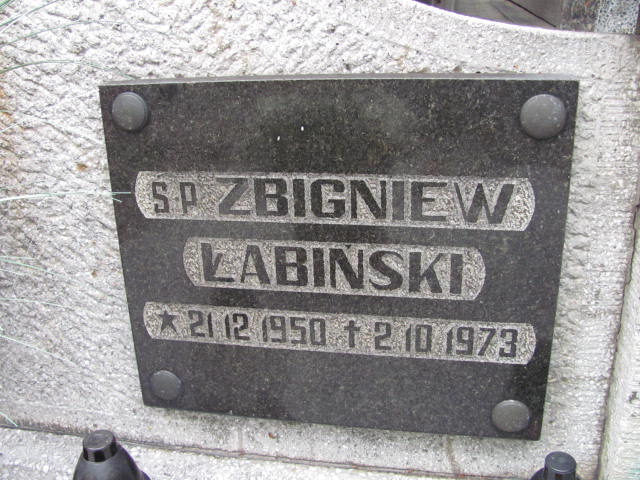 S.P ZBIGNIEW
ŁABIŃSKI
★ 21 12 1950 † 2 10 1973